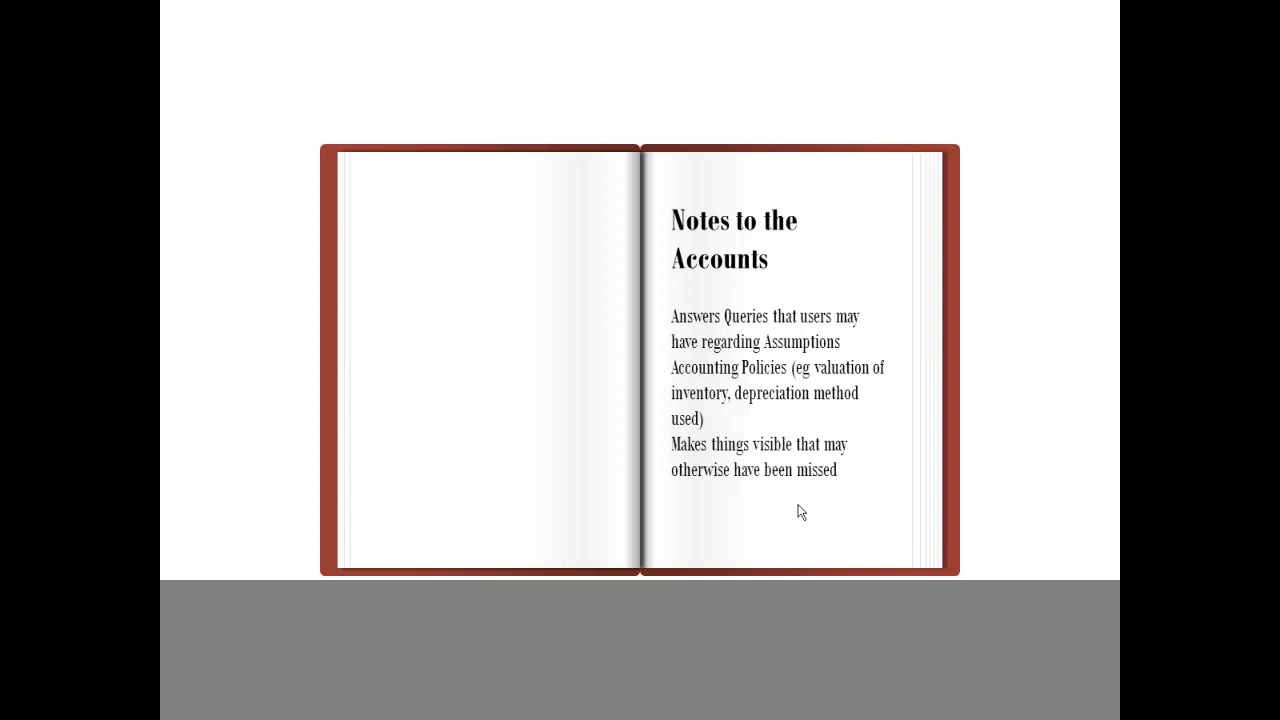 Notes to the
Accounts
Answers Queries that users may
have regarding Assumptions
Accounting Policies (eg valuation of
inventory, depreciation method
used)
Makes things visible that may
otherwise have been missed